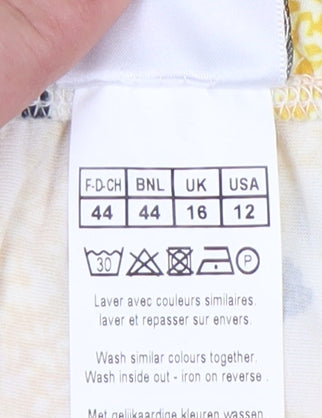 F-D-CH BNL UK USA
44 44 16 12
30 P
Laver avec couleurs similaires.
laver et repasser sur envers.
Wash similar colours together.
Wash inside out - iron on reverse .
Met gelijkaardige kleuren wassen